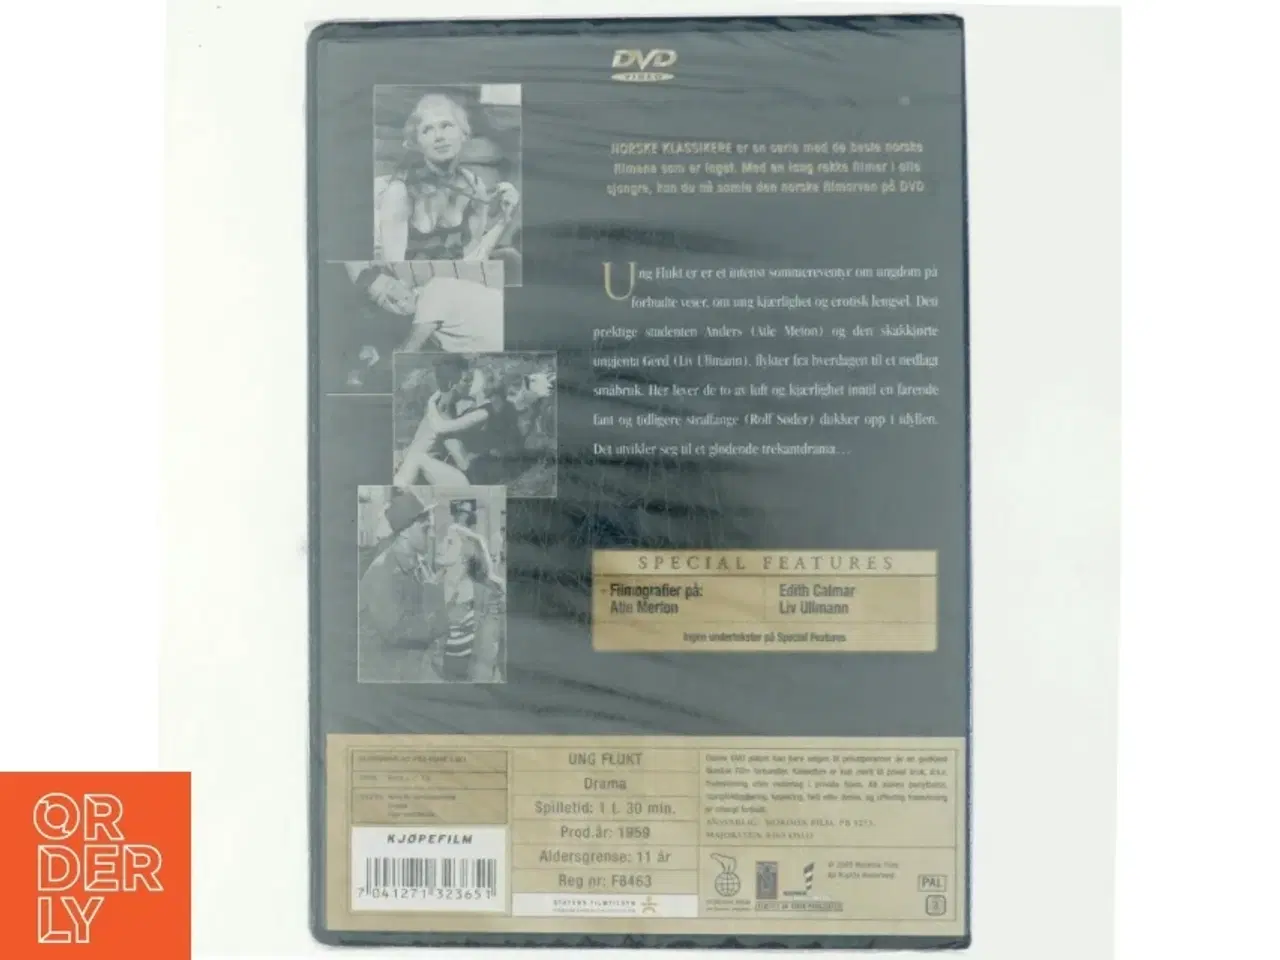 DVD
VIDEO
NORSKE KLASSIKERE er en serie med de beste norske
filmene som er laget. Med en lang rekke filmer i alle
sjangre, kan du nå samle den norske filmarven på DVD
Ung Flukt er er et intenst sommereventyr om ungdom på
forbudte veier, om ung kjærlighet og erotisk lengsel. Den
prektige studenten Anders (Atle Meton) og den skakkjørte
ungjenta Gerd (Liv Ullmann), flykter fra hverdagen til et nedlagt
småbruk. Her lever de to av luft og kjærlighet inntil en farende
fant og tidligere straffange (Rolf Søder) dukker opp i idyllen.
Det utvikler seg til et glødende trekantdrama...
SPECIAL FEATURES
Filmografier på:
Atle Merton
Edith Calmar
Liv Ullmann
Ingen undertekster på Special Features
KJØPEFILM
7 041271 323651
UNG FLUKT
Drama
Spilletid: 1 t. 30 min.
Prod.år: 1959
Aldersgrense: 11 år
Reg nr: F8463
STATENS FILMTILSYN
PAL
ORDERLY